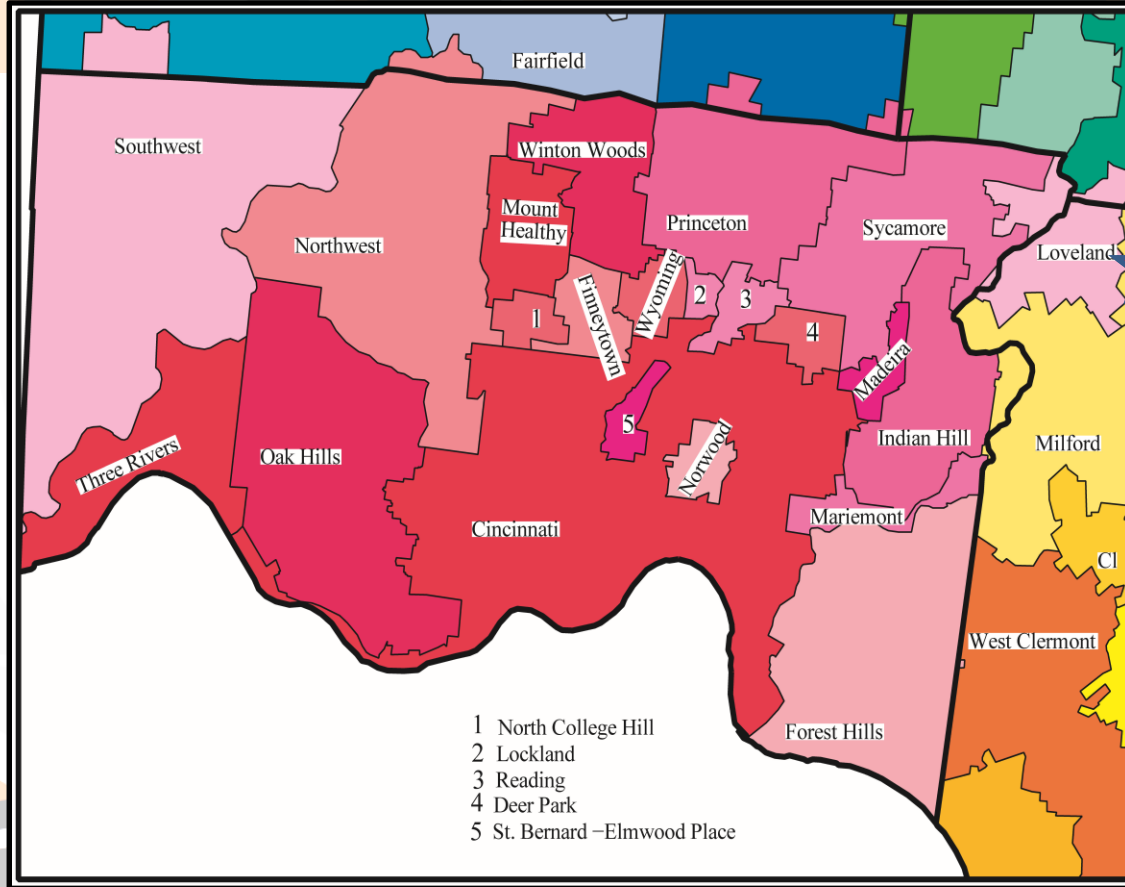 Fairfield
Southwest
Winton Woods
Mount
Healthy
Princeton
Sycamore
Northwest
Loveland
Wyoming
Finneytown
2
3
1
4
Madeira
5
Norwood
Indian Hill
Milford
Three Rivers
Oak Hills
Cincinnati
Mariemont
Cl
West Clermont
Forest Hills
1 North College Hill
2 Lockland
3 Reading
4 Deer Park
5 St. Bernard –Elmwood Place